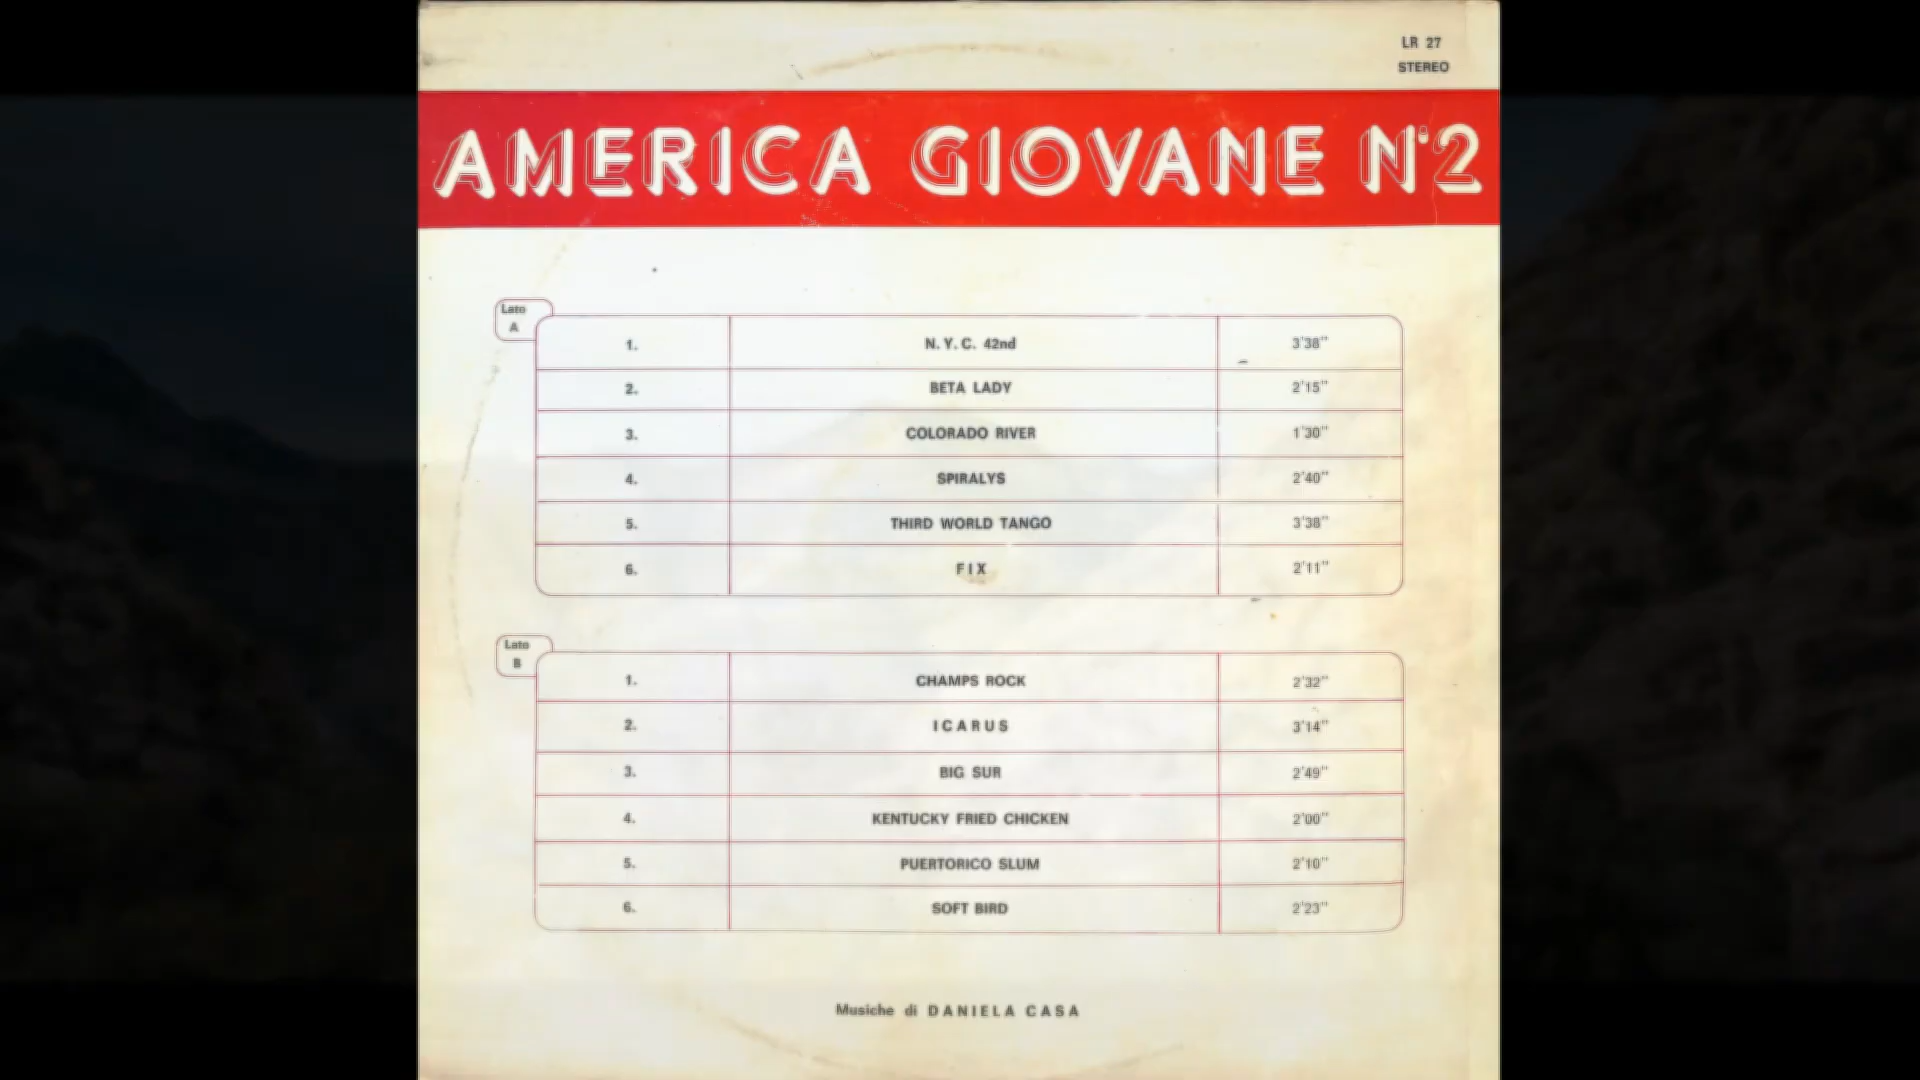 LR 27
STEREO
AMERICA GIOVANE N°2
Lato
A
1. N.Y.C. 42nd 3'38"
2. BETA LADY 2'15"
3. COLORADO RIVER 1'30"
4. SPIRALYS 2'40"
5. THIRD WORLD TANGO 3'38"
6. FIX 2'11"
Lato
B
1. CHAMPS ROCK 2'32"
2. ICARUS 3'14"
3. BIG SUR 2'49"
4. KENTUCKY FRIED CHICKEN 2'00"
5. PUERTORICO SLUM 2'10"
6. SOFT BIRD 2'23"
Musiche di DANIELA CASA